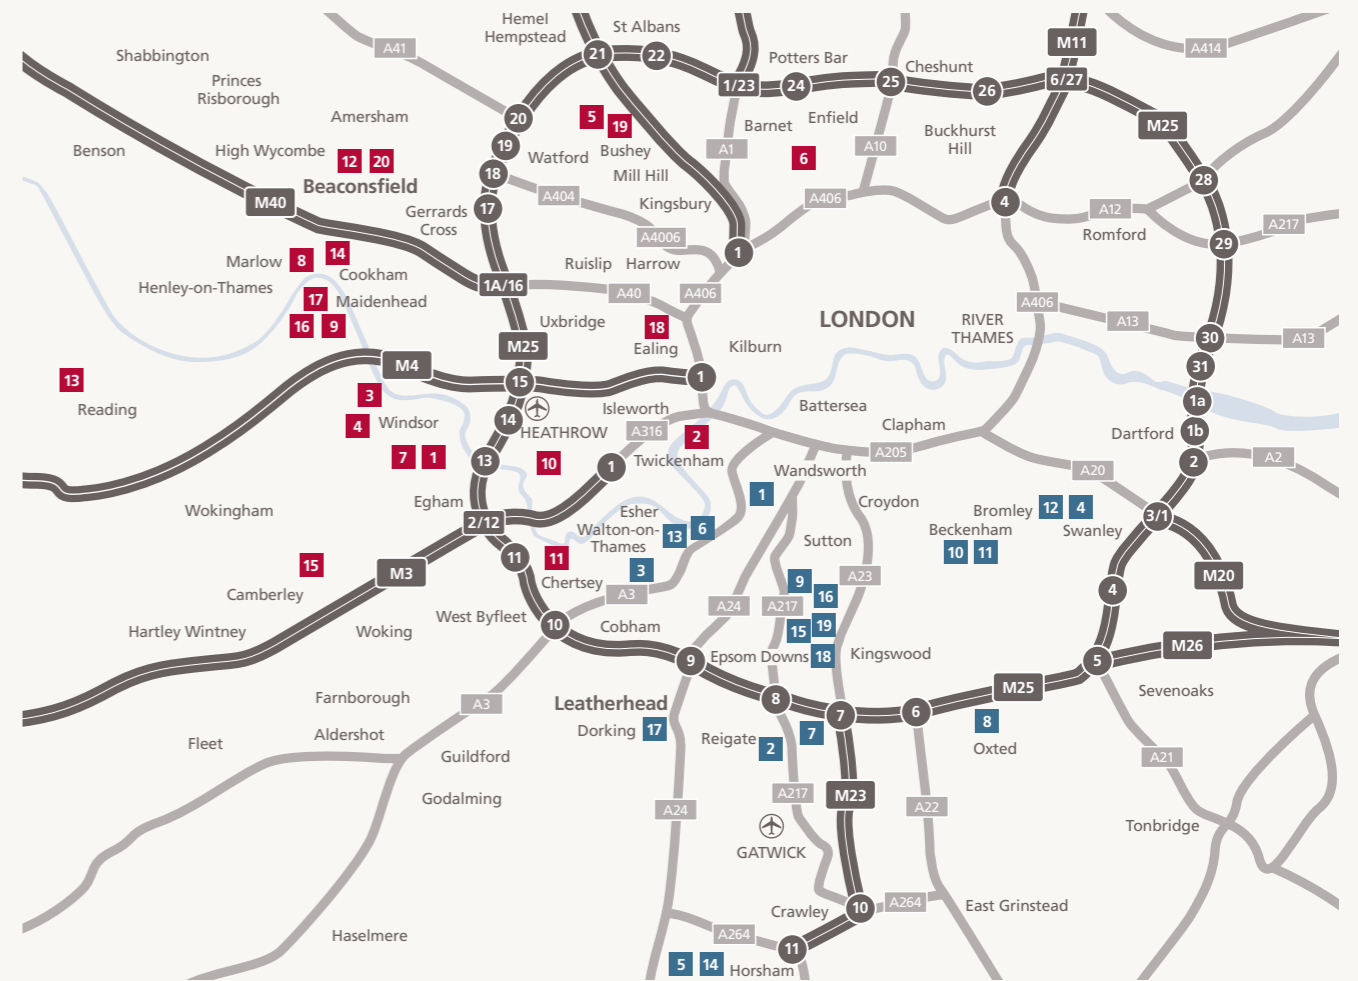 Hemel
Hempstead
St Albans
M11
A41
A414
Shabbington
21
22
Potters Bar
Cheshunt
Princes
Risborough
1/23
24
25
26
6/27
Amersham
20
5
19
Barnet
Enfield
Buckhurst
Hill
M25
Benson
High Wycombe
12
20
19
Watford
Bushey
A1
A10
6
Beaconsfield
18
Mill Hill
28
M40
Gerrards
Cross
17
A404
Kingsbury
A406
4
A12
Romford
A217
A4006
1
29
Marlow
8
14
Cookham
Ruislip
Harrow
Henley-on-Thames
17
Maidenhead
1A/16
A40
A406
A406
16
9
Uxbridge
18
Ealing
LONDON
RIVER
THAMES
A13
30
A13
M25
Kilburn
M4
31
13
Reading
15
1
3
1a
4
Windsor
14
HEATHROW
Isleworth
A316
2
Twickenham
Battersea
Clapham
Dartford
1b
7
1
13
10
1
A205
Wandsworth
A20
2
A2
Egham
1
Croydon
Wokingham
2/12
Esher
Walton-on-
Thames
13
6
Bromley
12
4
Swanley
3/1
Beckenham
10
11
Sutton
15
M3
11
11
Chertsey
3
A3
9
16
A23
M20
Camberley
4
A24
A217
Hartley Wintney
Woking
West Byfleet
10
Cobham
15
19
M26
9
Epsom Downs
18
Kingswood
5
Farnborough
A3
Leatherhead
8
7
6
M25
Sevenoaks
Fleet
Aldershot
Dorking
17
Reigate
2
7
8
Oxted
Guildford
A21
Godalming
A24
A217
M23
A22
GATWICK
Tonbridge
Haselmere
Crawley
10
A264
East Grinstead
A264
11
5
14
Horsham